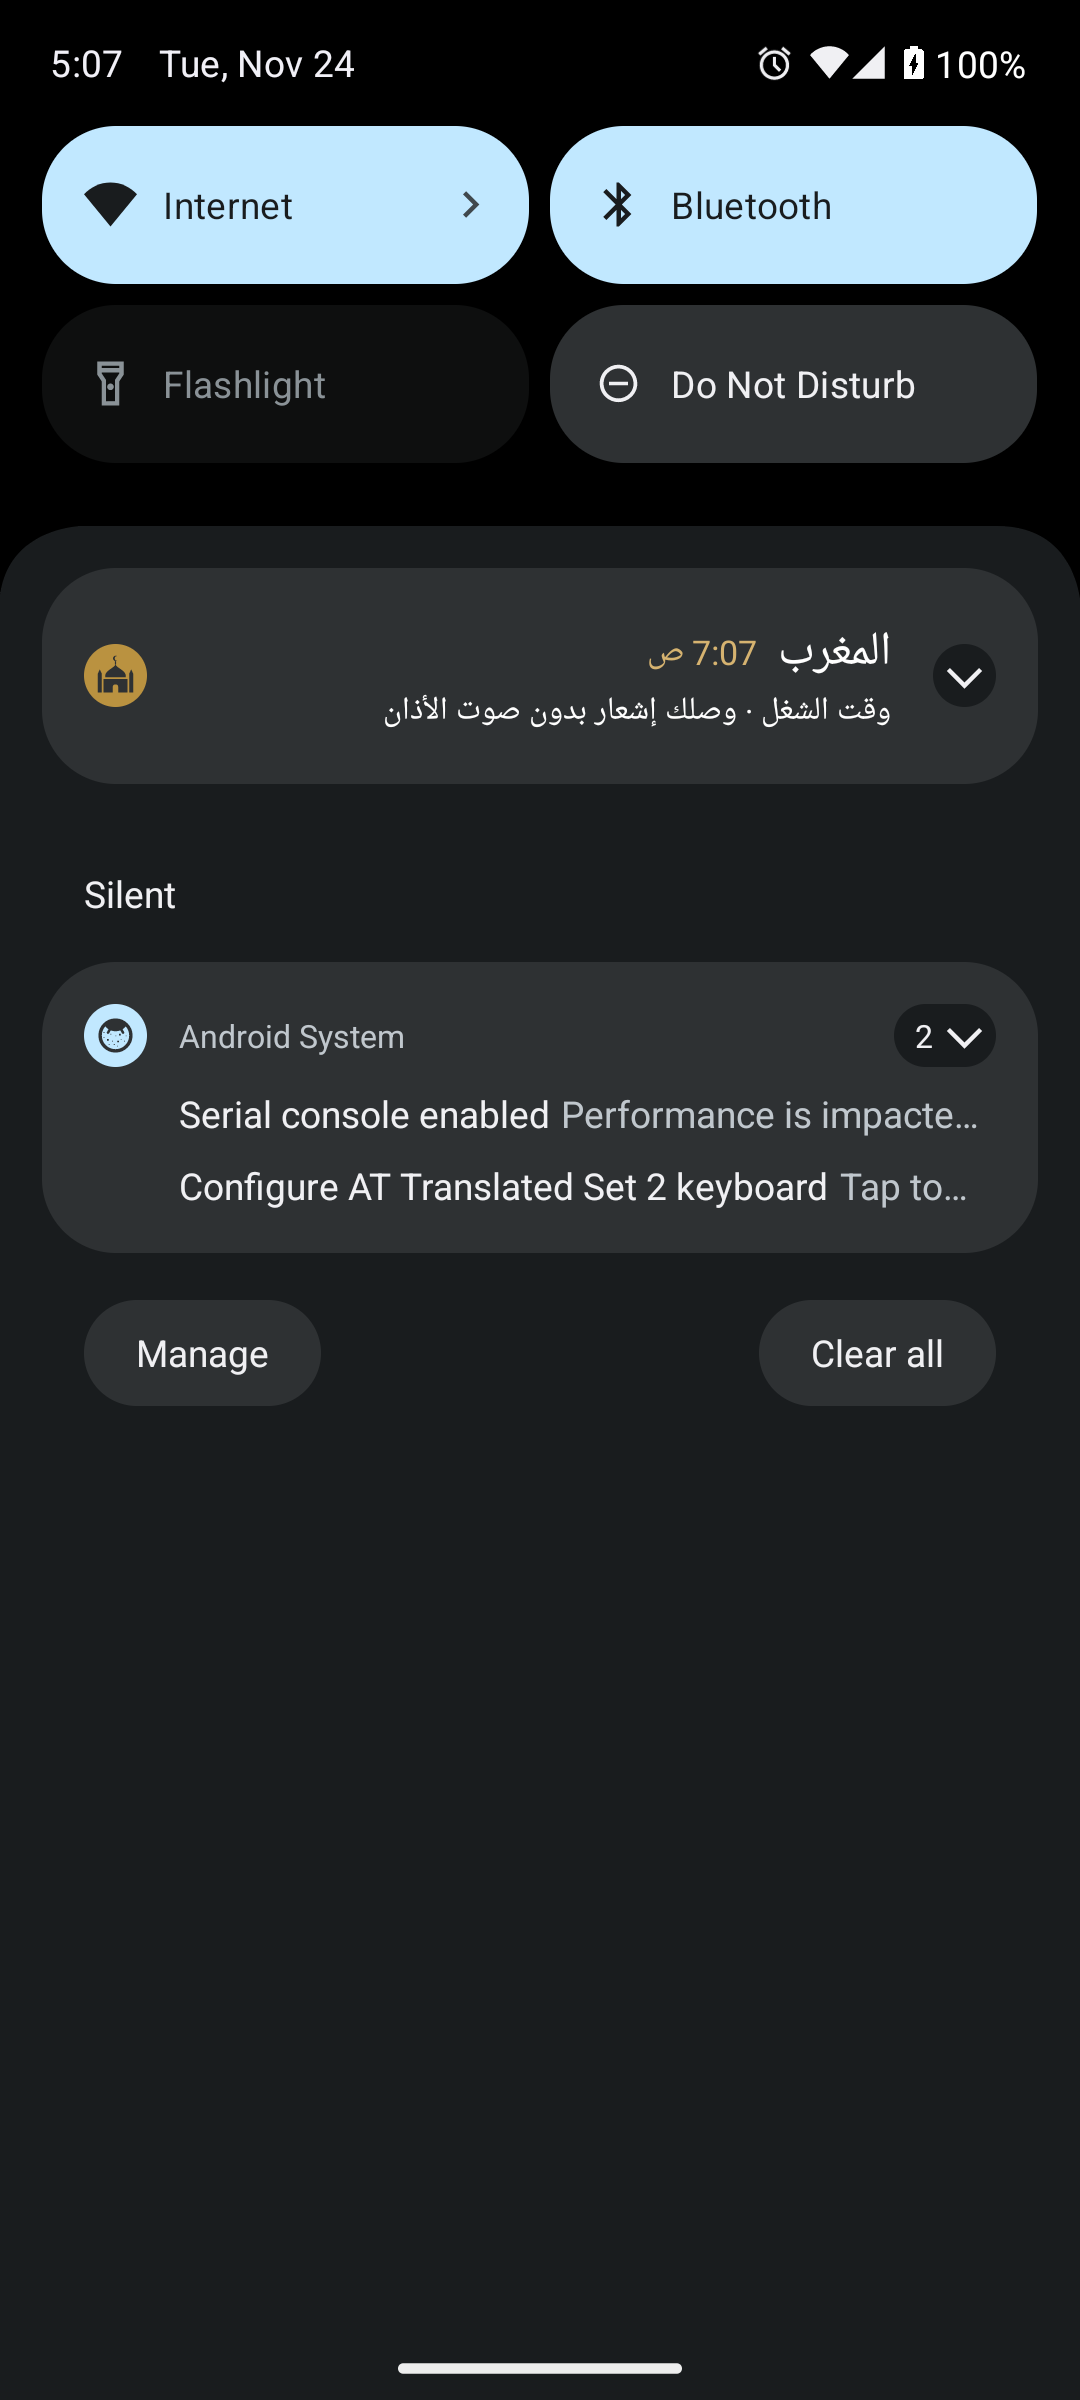 5:07 Tue, Nov 24 100%
Internet
Bluetooth
Flashlight
Do Not Disturb
المغرب 7:07 ص
وقت الشغل · وصلك إشعار بدون صوت الأذان
Silent
Android System 2
Serial console enabled Performance is impacte…
Configure AT Translated Set 2 keyboard Tap to…
Manage
Clear all